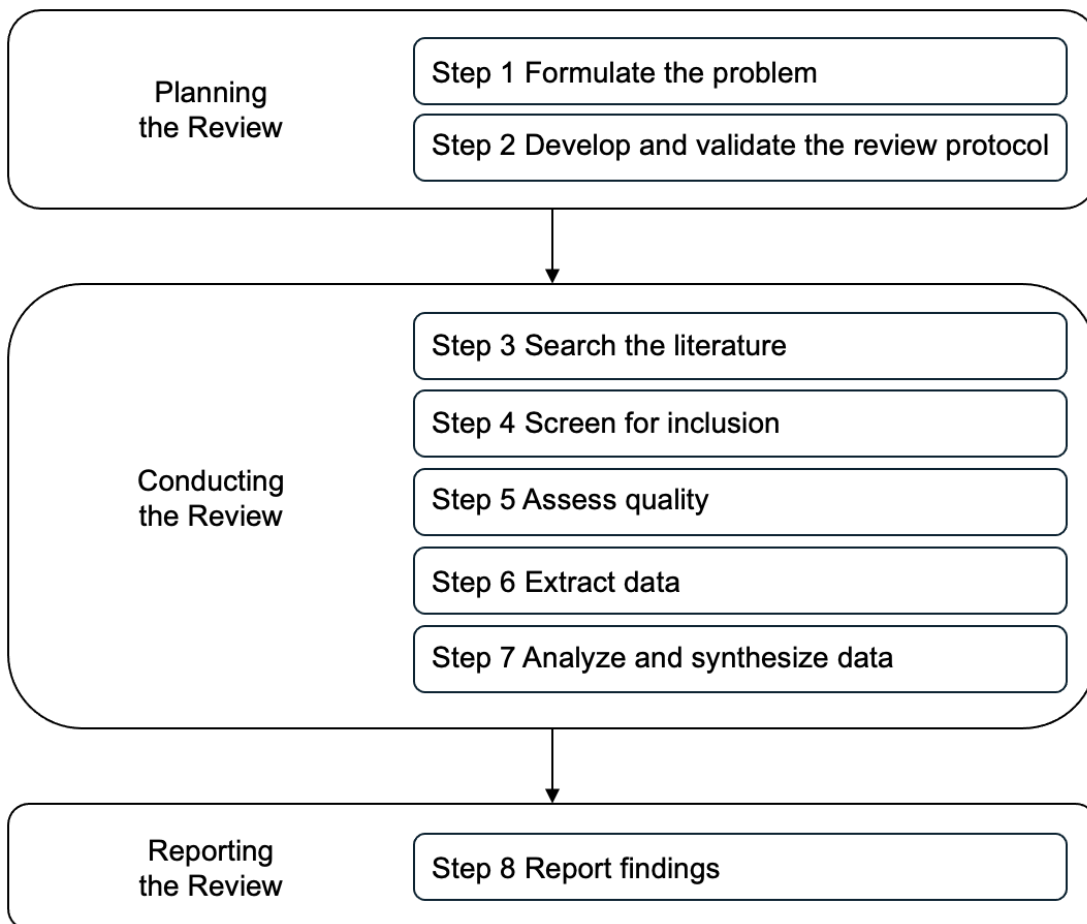 Planning
the Review
Step 1 Formulate the problem
Step 2 Develop and validate the review protocol
Conducting
the Review
Step 3 Search the literature
Step 4 Screen for inclusion
Step 5 Assess quality
Step 6 Extract data
Step 7 Analyze and synthesize data
Reporting
the Review
Step 8 Report findings